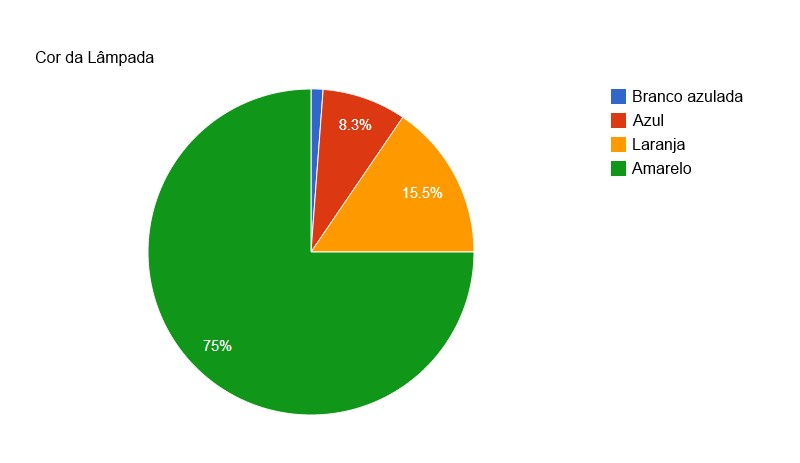 Cor da Lâmpada
Branco azulada
Azul
Laranja
Amarelo
8.3%
15.5%
75%